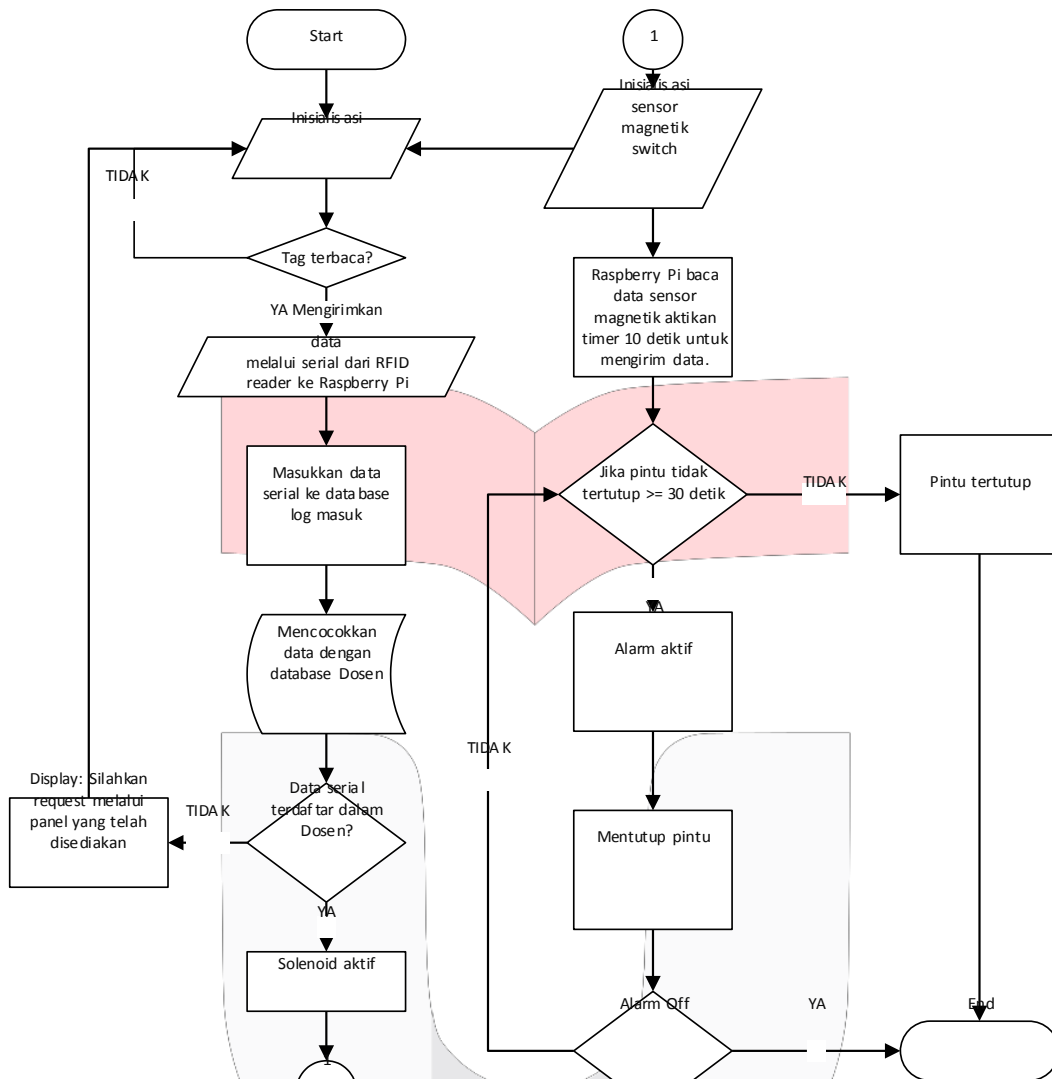 Start
Inisialisasi
TIDAK
Tag terbaca?
YA Mengirimkan
data
melalui serial dari RFID
reader ke Raspberry Pi
Masukkan data
serial ke database
log masuk
Mencocokkan
data dengan
database Dosen
Data serial
terdaftar dalam
Dosen?
TIDAK
Display: Silahkan
request melalui
panel yang telah
disediakan
YA
Solenoid aktif
1
1
Inisialisasi
sensor
magnetik
switch
Raspberry Pi baca
data sensor
magnetik aktikan
timer 10 detik untuk
mengirim data.
Jika pintu tidak
tertutup >= 30 detik
TIDAK
Pintu tertutup
YA
Alarm aktif
TIDAK
Mentutup pintu
Alarm Off
YA
End